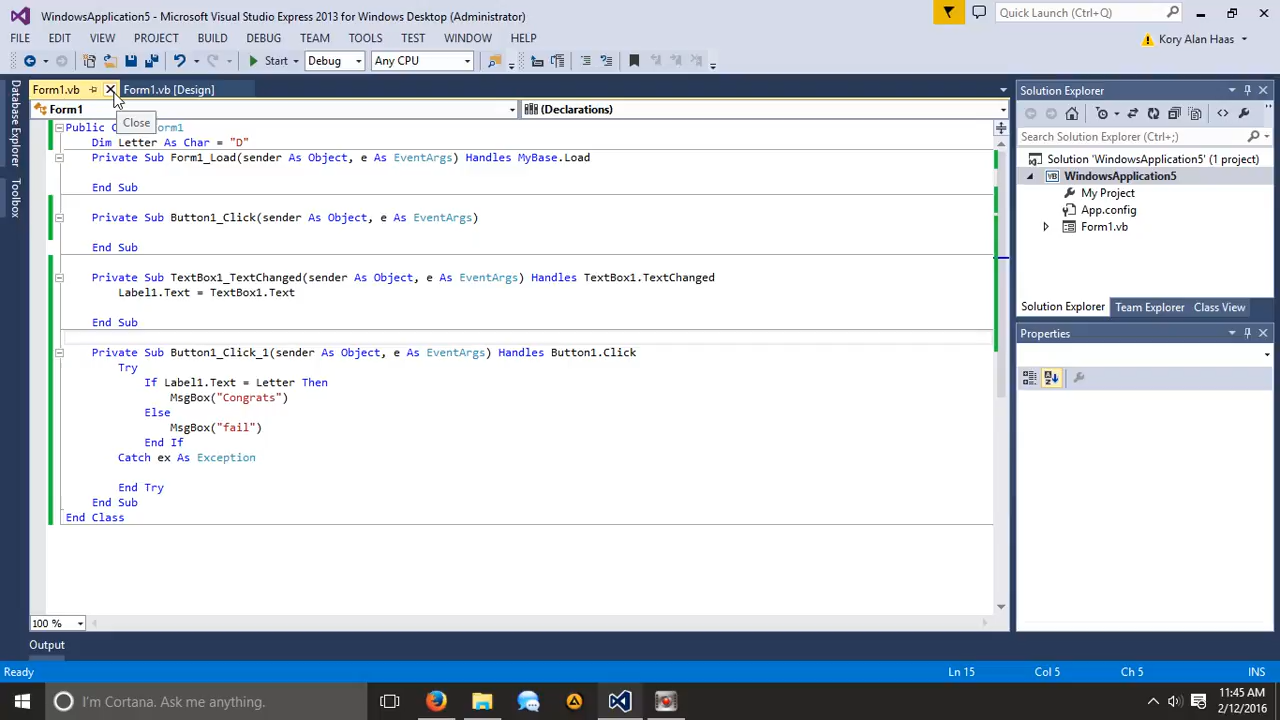 WindowsApplication5 - Microsoft Visual Studio Express 2013 for Windows Desktop (Administrator)
Quick Launch (Ctrl+Q)
FILE EDIT VIEW PROJECT BUILD DEBUG TEAM TOOLS TEST WINDOW HELP
Kory Alan Haas
Start Debug Any CPU
Form1.vb Form1.vb [Design]
Solution Explorer
Database Explorer
Toolbox
Form1 (Declarations)
Close
Search Solution Explorer (Ctrl+;)
Public C orm1
Dim Letter As Char = "D"
Private Sub Form1_Load(sender As Object, e As EventArgs) Handles MyBase.Load
End Sub
Private Sub Button1_Click(sender As Object, e As EventArgs)
End Sub
Private Sub TextBox1_TextChanged(sender As Object, e As EventArgs) Handles TextBox1.TextChanged
Label1.Text = TextBox1.Text
End Sub
Private Sub Button1_Click_1(sender As Object, e As EventArgs) Handles Button1.Click
Try
If Label1.Text = Letter Then
MsgBox("Congrats")
Else
MsgBox("fail")
End If
Catch ex As Exception
End Try
End Sub
End Class
Solution 'WindowsApplication5' (1 project)
VB WindowsApplication5
My Project
App.config
Form1.vb
Solution Explorer Team Explorer Class View
Properties
100 %
Output
Ready Ln 15 Col 5 Ch 5 INS
I'm Cortana. Ask me anything.
11:45 AM
2/12/2016